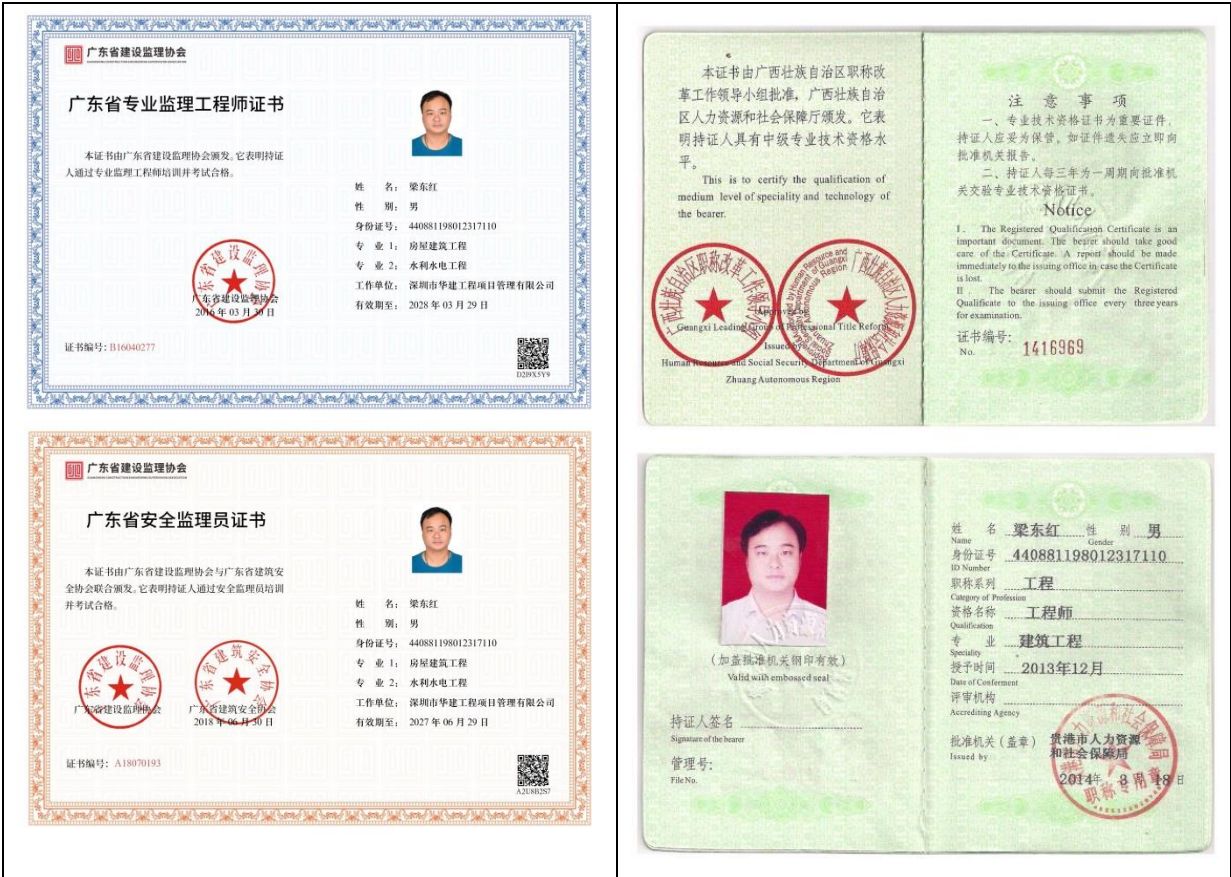 广东省建设监理协会
广东省专业监理工程师证书
本证书由广东省建设监理协会颁发。它表明持证
人通过专业监理工程师培训并考试合格。
姓 名: 梁东红
性 别: 男
身份证号: 440881198012317110
专 业 1: 房屋建筑工程
专 业 2: 水利水电工程
工作单位: 深圳市华建工程项目管理有限公司
有效期至: 2028 年 03 月 29 日
广东省建设监理协会
2016 年 03 月 30 日
证书编号: B16040277
D2I9X5Y9
广东省建设监理协会
广东省安全监理员证书
本证书由广东省建设监理协会与广东省建筑安
全协会联合颁发。它表明持证人通过安全监理员培训
并考试合格。
姓 名: 梁东红
性 别: 男
身份证号: 440881198012317110
专 业 1: 房屋建筑工程
专 业 2: 水利水电工程
工作单位: 深圳市华建工程项目管理有限公司
有效期至: 2027 年 06 月 29 日
广东省建设监理协会
广东省建筑安全协会
2018 年 06 月 30 日
证书编号: A18070193
A2U8B2S7
本证书由广西壮族自治区职称改
革工作领导小组批准，广西壮族自治
区人力资源和社会保障厅颁发。它表
明持证人具有中级专业技术资格水
平。
This is to certify the qualification of
medium level of speciality and technology of
the bearer.
Approved by
Guangxi Leading Group of Professional Title Reform
Issued by
Human Resource and Social Security Department of Guangxi
Zhuang Autonomous Region
注 意 事 项
一、专业技术资格证书为重要证件，
持证人应妥为保管，如证件遗失应立即向
批准机关报告。
二、持证人每三年为一周期向批准机
关交验专业技术资格证书。
Notice
I . The Registered Qualification Certificate is an
important document. The bearer should take good
care of the Certificate. A report should be made
immediately to the issuing office in case the Certificate
is lost.
II . The bearer should submit the Registered
Qualificate to the issuing office every three years
for examination.
证书编号:
No. 1416969
(加盖批准机关钢印有效)
Valid with embossed seal
持证人签名
Signature of the bearer
管理号:
File No.
姓 名 梁东红 性 别 男
Name Gender
身份证号 440881198012317110
ID Number
职称系列 工程
Category of Profession
资格名称 工程师
Qualification
专 业 建筑工程
Speciality
授予时间 2013年12月
Date of Conferment
评审机构
Accrediting Agency
批准机关(盖章) 贵港市人力资源
和社会保障局
Issued by
2014年 3 月 18 日
职称专用章